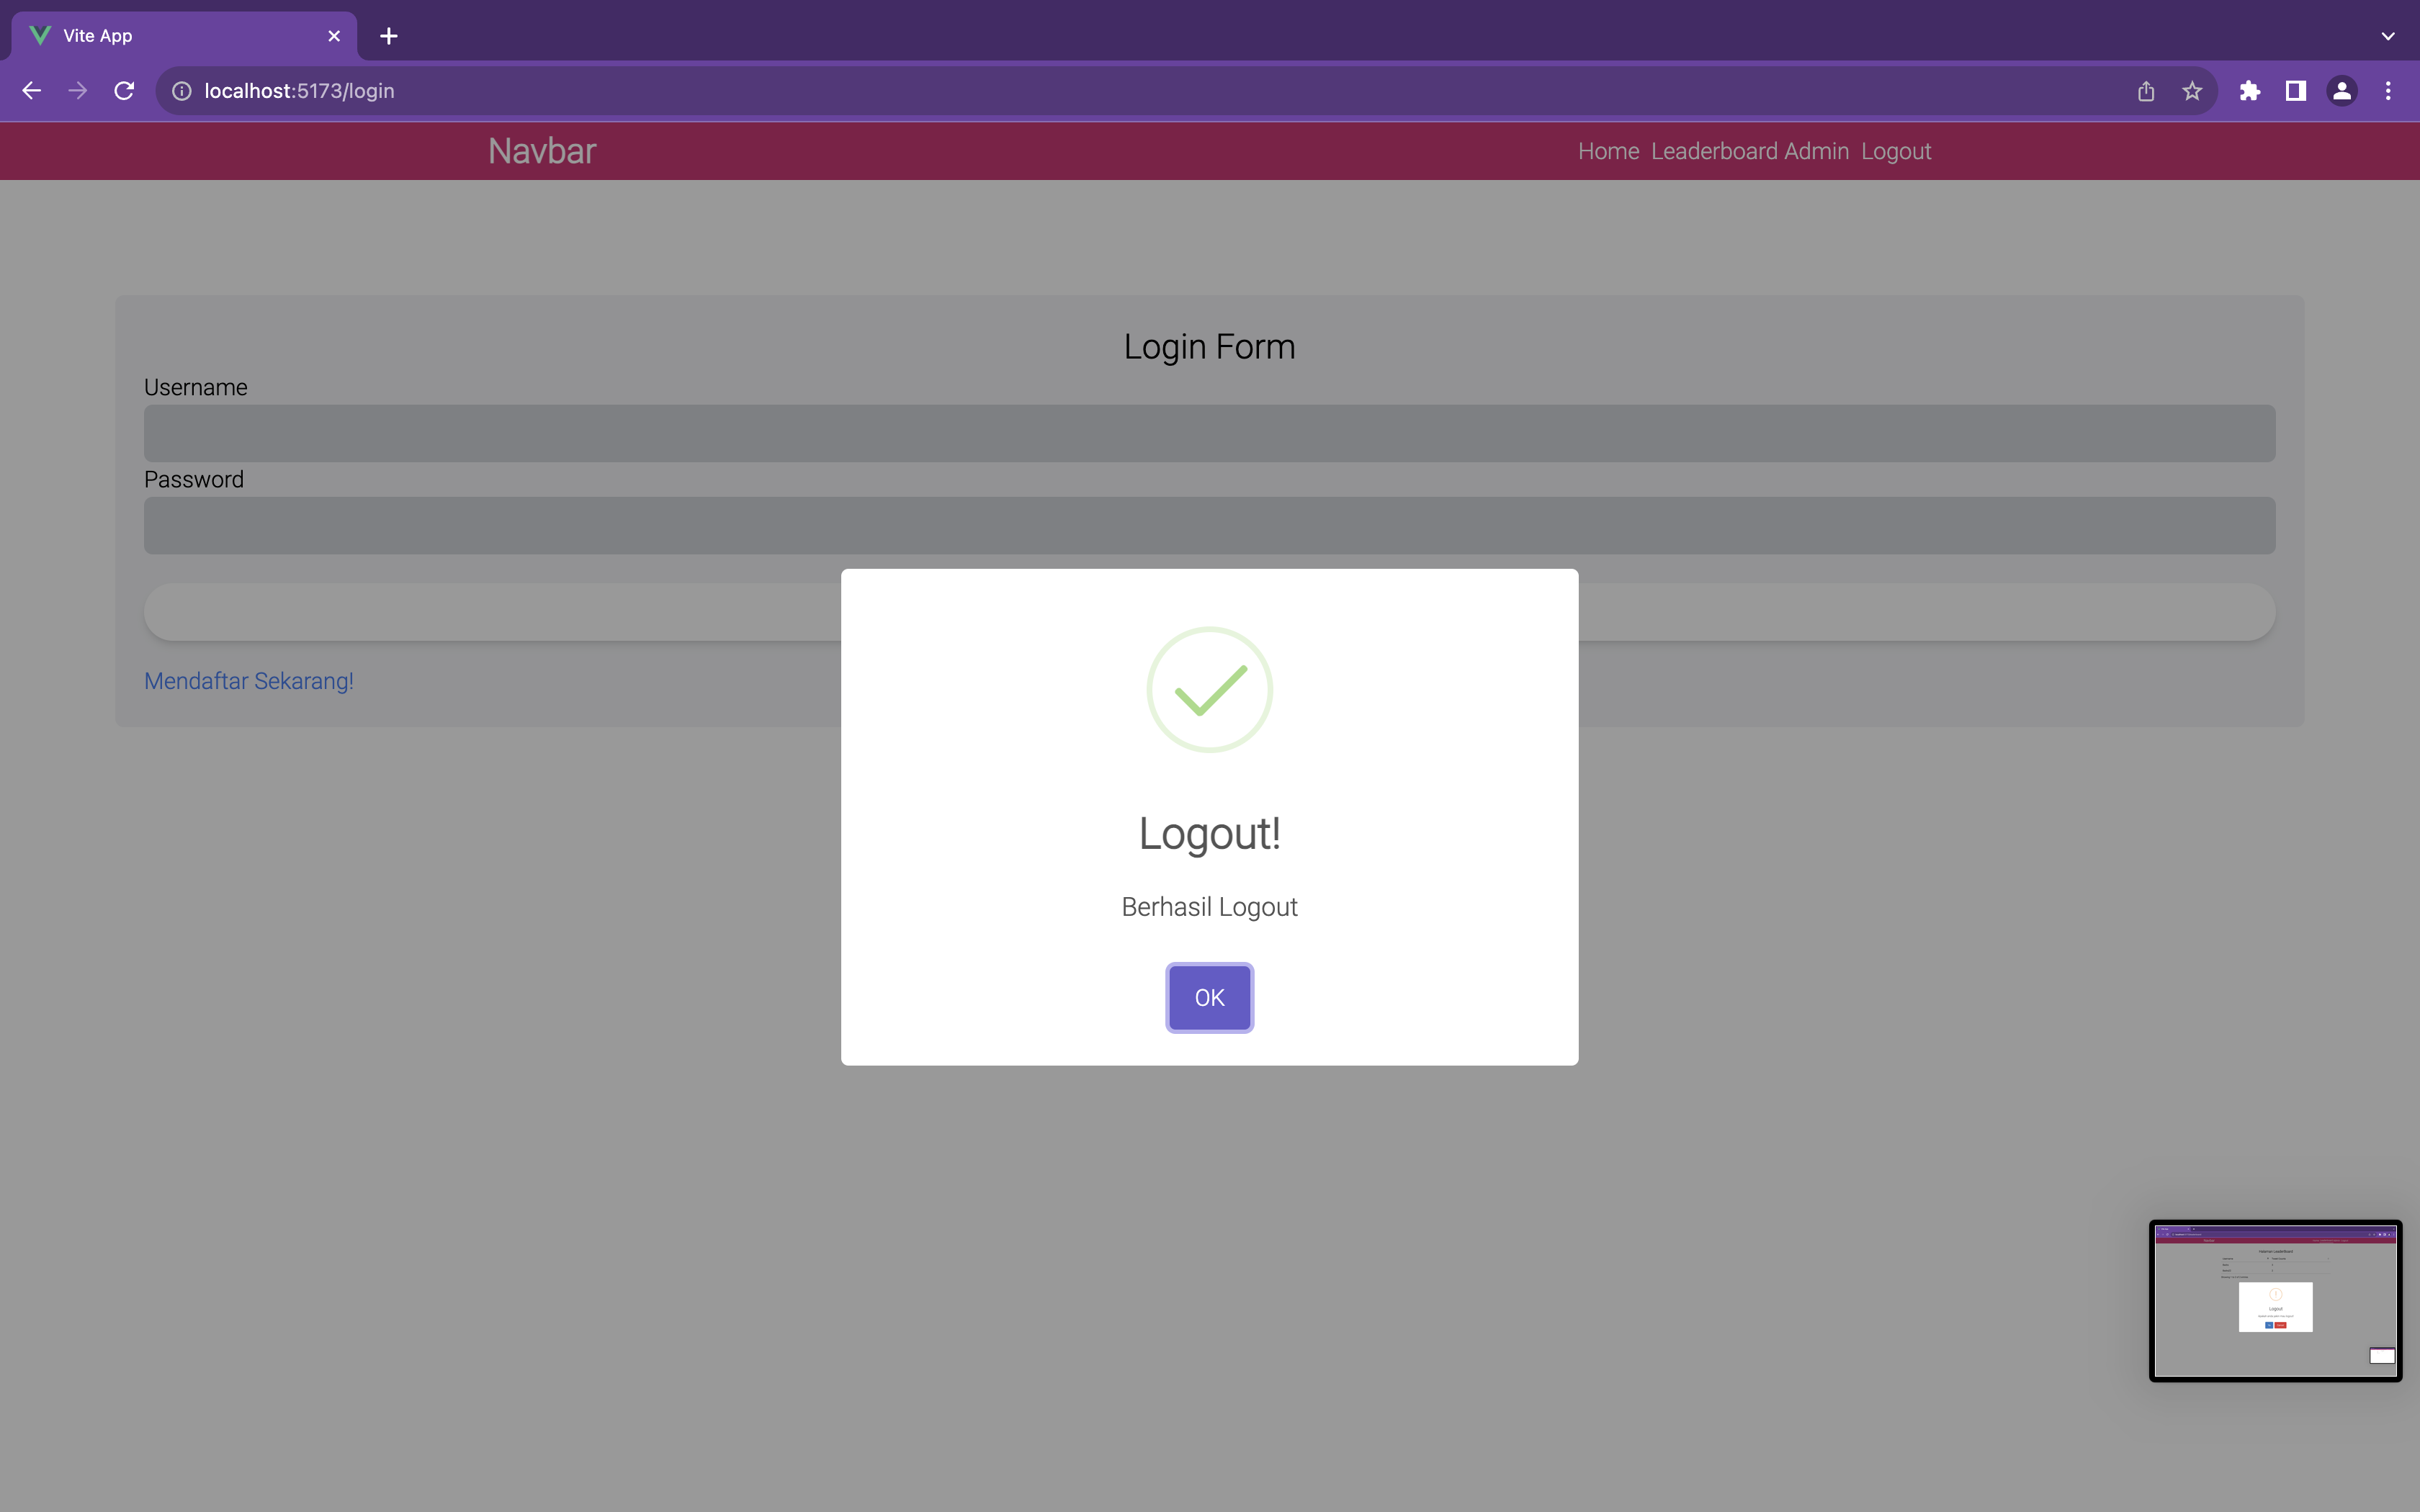 Vite App
localhost:5173/login
Navbar
Home Leaderboard Admin Logout
Login Form
Username
Password
Mendaftar Sekarang!
Logout!
Berhasil Logout
OK
Logout